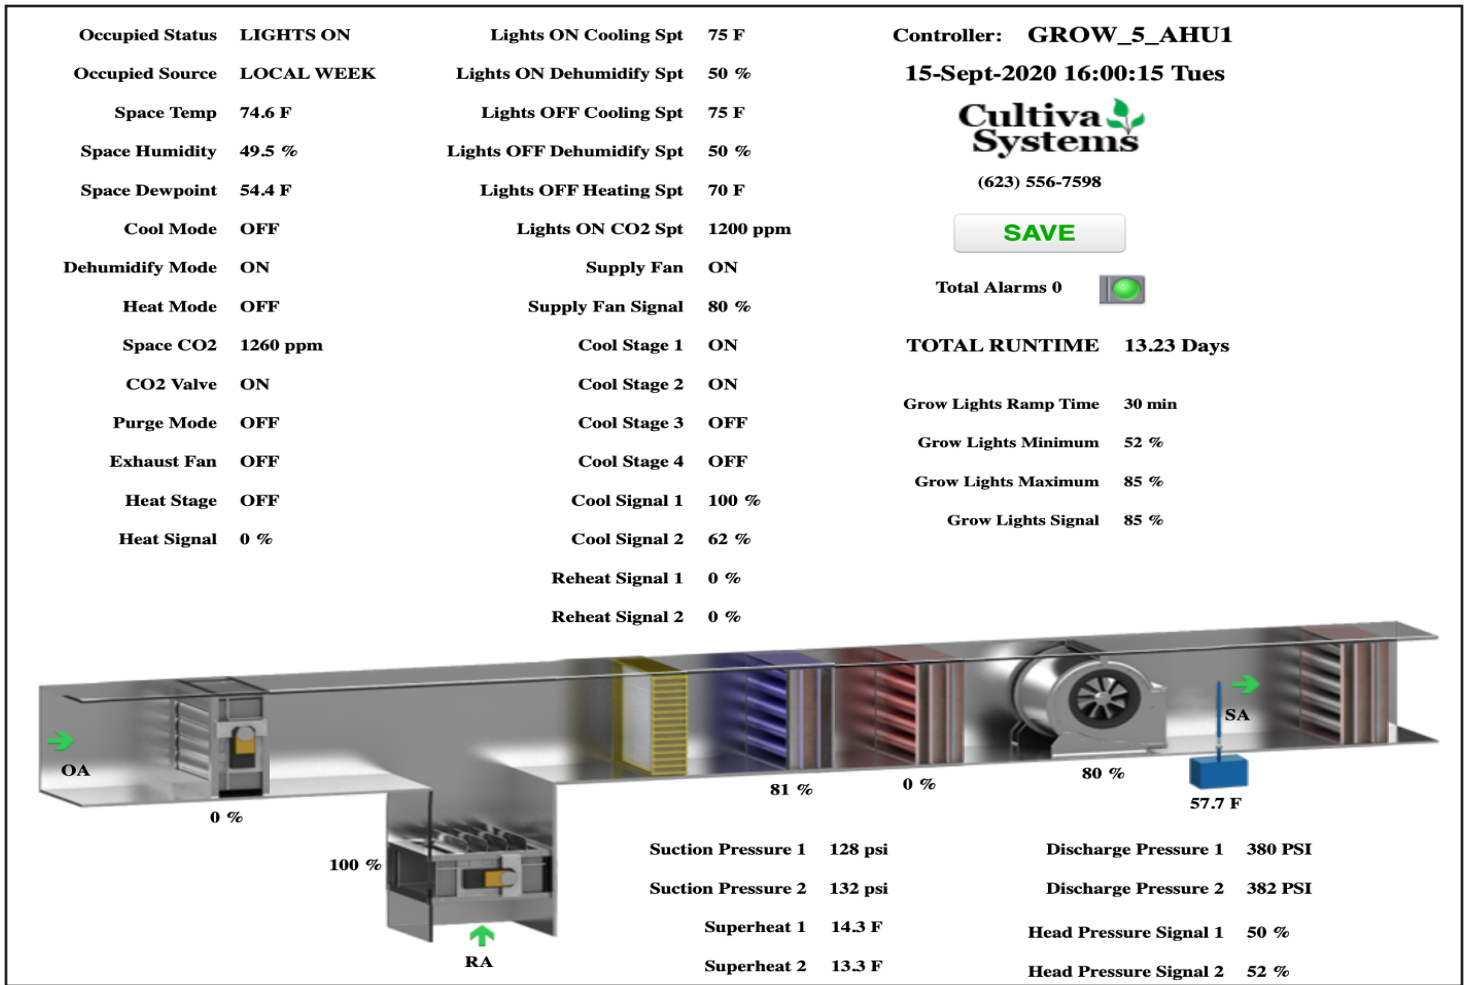 Occupied Status LIGHTS ON
Occupied Source LOCAL WEEK
Space Temp 74.6 F
Space Humidity 49.5 %
Space Dewpoint 54.4 F
Cool Mode OFF
Dehumidify Mode ON
Heat Mode OFF
Space CO2 1260 ppm
CO2 Valve ON
Purge Mode OFF
Exhaust Fan OFF
Heat Stage OFF
Heat Signal 0 %
Lights ON Cooling Spt 75 F
Lights ON Dehumidify Spt 50 %
Lights OFF Cooling Spt 75 F
Lights OFF Dehumidify Spt 50 %
Lights OFF Heating Spt 70 F
Lights ON CO2 Spt 1200 ppm
Supply Fan ON
Supply Fan Signal 80 %
Cool Stage 1 ON
Cool Stage 2 ON
Cool Stage 3 OFF
Cool Stage 4 OFF
Cool Signal 1 100 %
Cool Signal 2 62 %
Reheat Signal 1 0 %
Reheat Signal 2 0 %
Controller: GROW_5_AHU1
15-Sept-2020 16:00:15 Tues
Cultiva
Systems
(623) 556-7598
SAVE
Total Alarms 0
TOTAL RUNTIME 13.23 Days
Grow Lights Ramp Time 30 min
Grow Lights Minimum 52 %
Grow Lights Maximum 85 %
Grow Lights Signal 85 %
OA
0 %
100 %
RA
81 %
0 %
80 %
SA
57.7 F
Suction Pressure 1 128 psi
Suction Pressure 2 132 psi
Superheat 1 14.3 F
Superheat 2 13.3 F
Discharge Pressure 1 380 PSI
Discharge Pressure 2 382 PSI
Head Pressure Signal 1 50 %
Head Pressure Signal 2 52 %